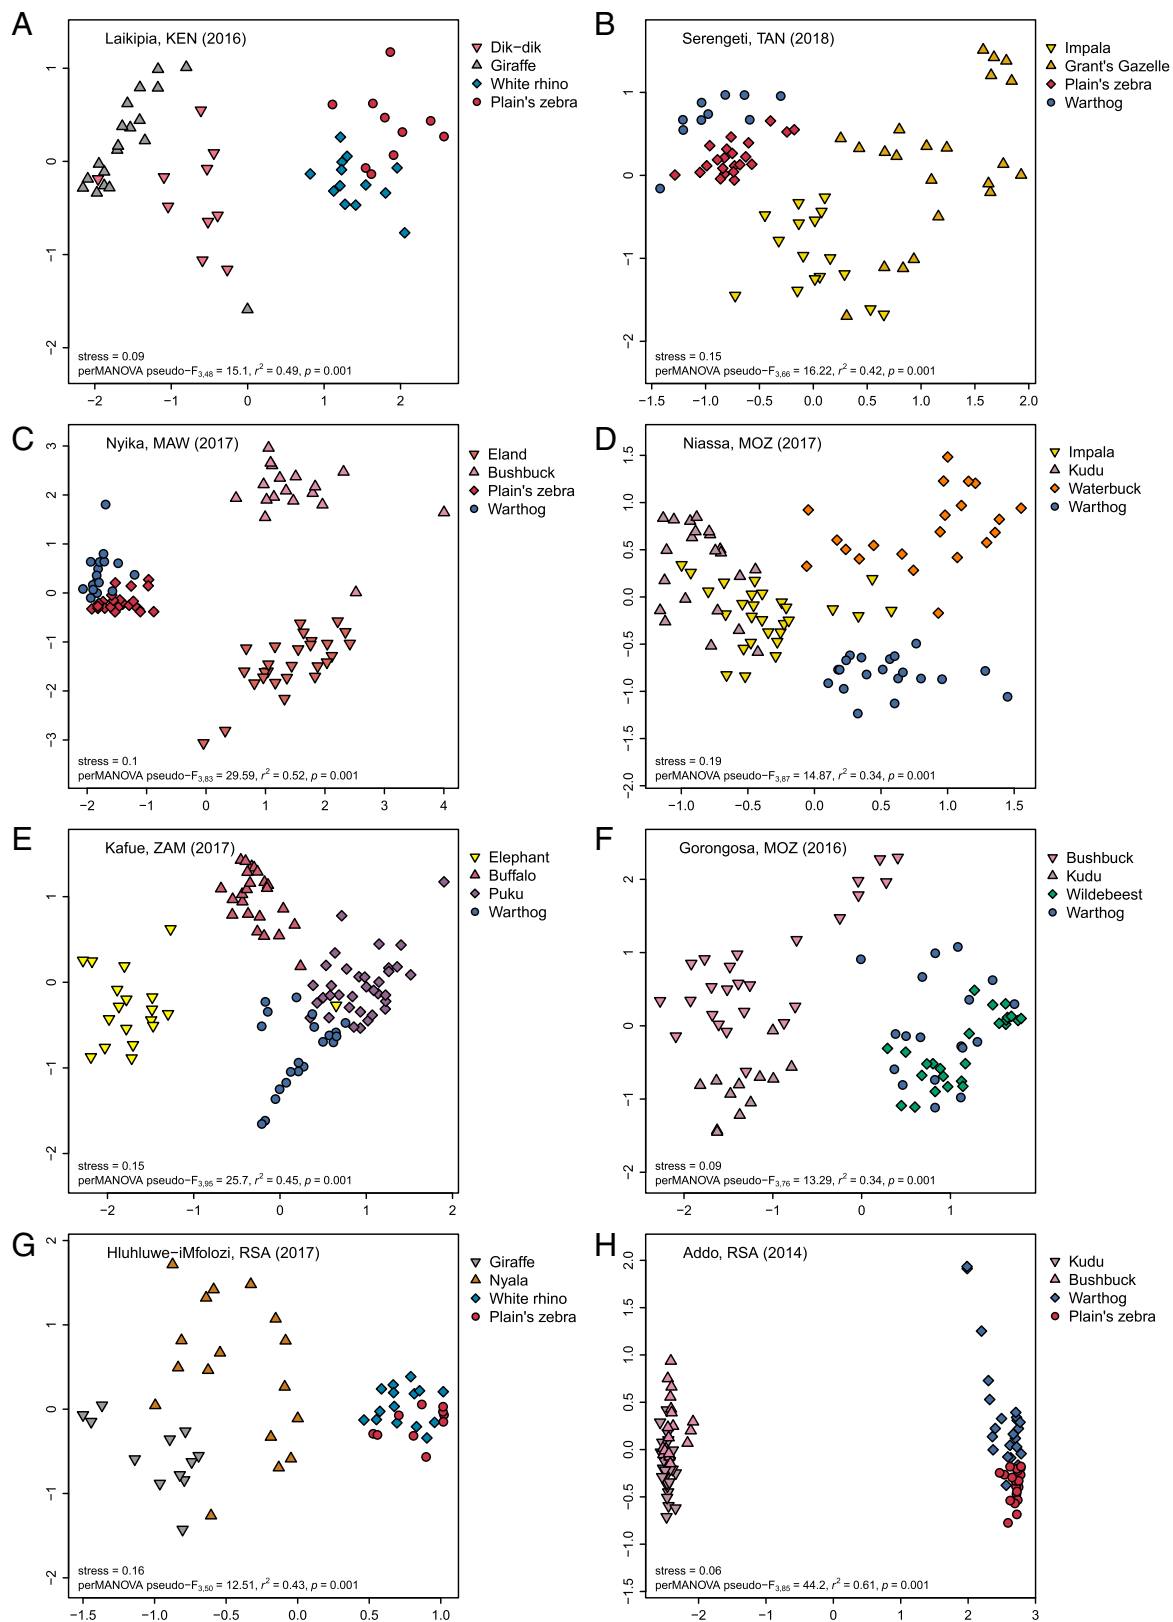 A
Laikipia, KEN (2016)
Dik−dik
Giraffe
White rhino
Plain's zebra
1
0
−1
−2
stress = 0.09
perMANOVA pseudo−F3,48 = 15.1, r2 = 0.49, p = 0.001
−2 −1 0 1 2
B
Serengeti, TAN (2018)
Impala
Grant's Gazelle
Plain's zebra
Warthog
1
0
−1
−2
stress = 0.15
perMANOVA pseudo−F3,66 = 16.22, r2 = 0.42, p = 0.001
−1.5 −1.0 −0.5 0.0 0.5 1.0 1.5 2.0
C
Nyika, MAW (2017)
Eland
Bushbuck
Plain's zebra
Warthog
3
2
1
0
−1
−2
−3
stress = 0.1
perMANOVA pseudo−F3,83 = 29.59, r2 = 0.52, p = 0.001
−2 −1 0 1 2 3 4
D
Niassa, MOZ (2017)
Impala
Kudu
Waterbuck
Warthog
1.5
1.0
0.5
0.0
−0.5
−1.0
−1.5
−2.0
stress = 0.19
perMANOVA pseudo−F3,87 = 14.87, r2 = 0.34, p = 0.001
−1.0 −0.5 0.0 0.5 1.0 1.5
E
Kafue, ZAM (2017)
Elephant
Buffalo
Puku
Warthog
1
0
−1
−2
stress = 0.15
perMANOVA pseudo−F3,95 = 25.7, r2 = 0.45, p = 0.001
−2 −1 0 1 2
F
Gorongosa, MOZ (2016)
Bushbuck
Kudu
Wildebeest
Warthog
2
1
0
−1
−2
stress = 0.09
perMANOVA pseudo−F3,76 = 13.29, r2 = 0.34, p = 0.001
−2 −1 0 1
G
Hluhluwe−iMfolozi, RSA (2017)
Giraffe
Nyala
White rhino
Plain's zebra
2
1
0
−1
−2
stress = 0.16
perMANOVA pseudo−F3,50 = 12.51, r2 = 0.43, p = 0.001
−1.5 −1.0 −0.5 0.0 0.5 1.0
H
Addo, RSA (2014)
Kudu
Bushbuck
Warthog
Plain's zebra
2.0
1.5
1.0
0.5
0.0
−0.5
−1.0
−1.5
stress = 0.06
perMANOVA pseudo−F3,85 = 44.2, r2 = 0.61, p = 0.001
−2 −1 0 1 2 3